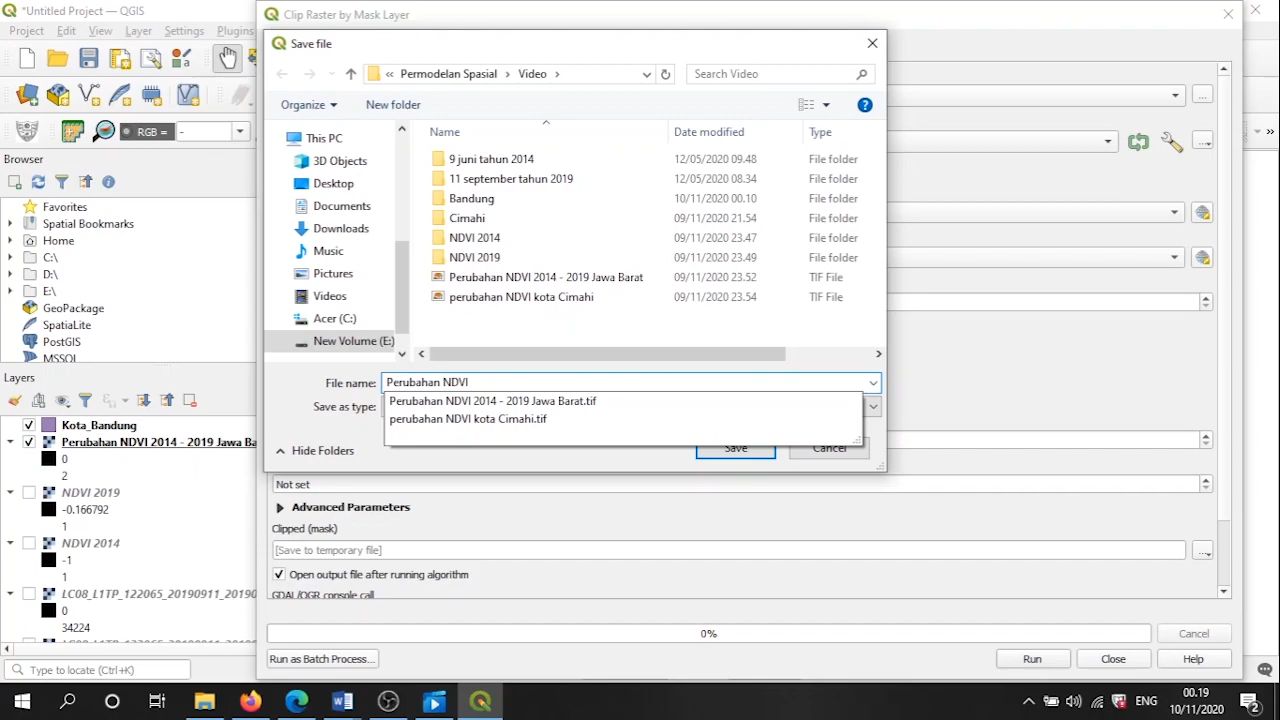 *Untitled Project — QGIS
Clip Raster by Mask Layer
Project Edit View Layer Settings Plugins
Save file
« Permodelan Spasial › Video ›
Search Video
Organize
New folder
RGB =
-
Name
Date modified
Type
This PC
3D Objects
Desktop
Documents
Downloads
Music
Pictures
Videos
Acer (C:)
New Volume (E:)
9 juni tahun 2014 12/05/2020 09.48 File folder
11 september tahun 2019 12/05/2020 08.34 File folder
Bandung 10/11/2020 00.10 File folder
Cimahi 09/11/2020 21.54 File folder
NDVI 2014 09/11/2020 23.47 File folder
NDVI 2019 09/11/2020 23.49 File folder
Perubahan NDVI 2014 - 2019 Jawa Barat 09/11/2020 23.52 TIF File
perubahan NDVI kota Cimahi 09/11/2020 23.54 TIF File
File name: Perubahan NDVI
Perubahan NDVI 2014 - 2019 Jawa Barat.tif
perubahan NDVI kota Cimahi.tif
Save as type:
Hide Folders
Save
Cancel
Browser
Favorites
Spatial Bookmarks
Home
C:\
D:\
E:\
GeoPackage
SpatiaLite
PostGIS
MSSQL
Layers
Kota_Bandung
Perubahan NDVI 2014 - 2019 Jawa Ba
0
2
NDVI 2019
-0.166792
1
NDVI 2014
-1
1
LC08_L1TP_122065_20190911_20190
0
34224
Not set
Advanced Parameters
Clipped (mask)
[Save to temporary file]
Open output file after running algorithm
GDAL/OGR console call
0%
Cancel
Run as Batch Process...
Run
Close
Help
Type to locate (Ctrl+K)
ENG
00.19
10/11/2020
2